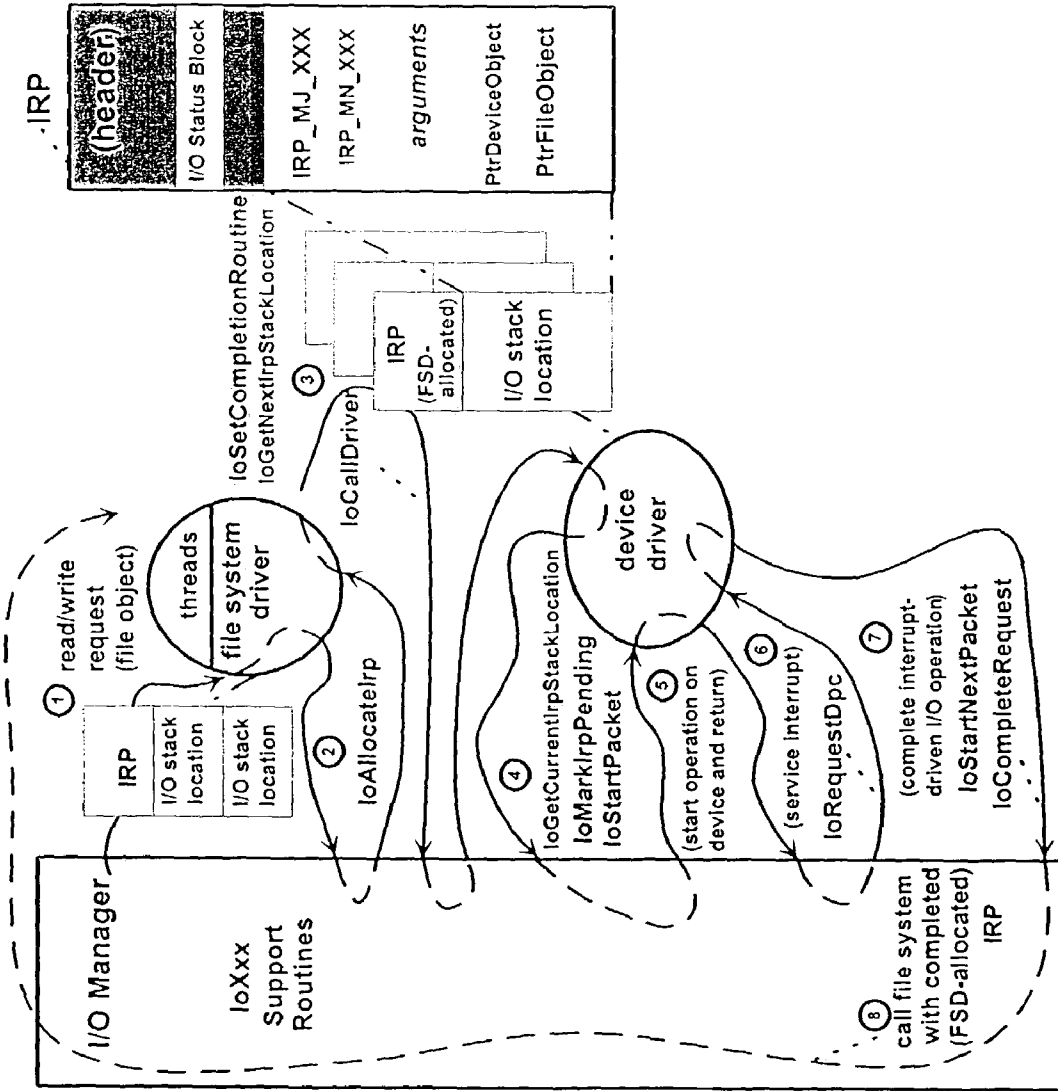 I/O Manager
IoXxx
Support
Routines
①
read/write
request
(file object)
IRP
I/O stack
location
I/O stack
location
threads
file system
driver
②
IoAllocateIrp
IoSetCompletionRoutine
IoGetNextIrpStackLocation
③
IoCallDriver
IRP
(FSD-
allocated)
I/O stack
location
IRP
(header)
I/O Status Block
IRP_MJ_XXX
IRP_MN_XXX
arguments
PtrDeviceObject
PtrFileObject
④
IoGetCurrentIrpStackLocation
IoMarkIrpPending
IoStartPacket
device
driver
⑤
(start operation on
device and return)
⑥
(service interrupt)
IoRequestDpc
⑦
(complete interrupt-
driven I/O operation)
IoStartNextPacket
IoCompleteRequest
⑧
call file system
with completed
(FSD-allocated)
IRP